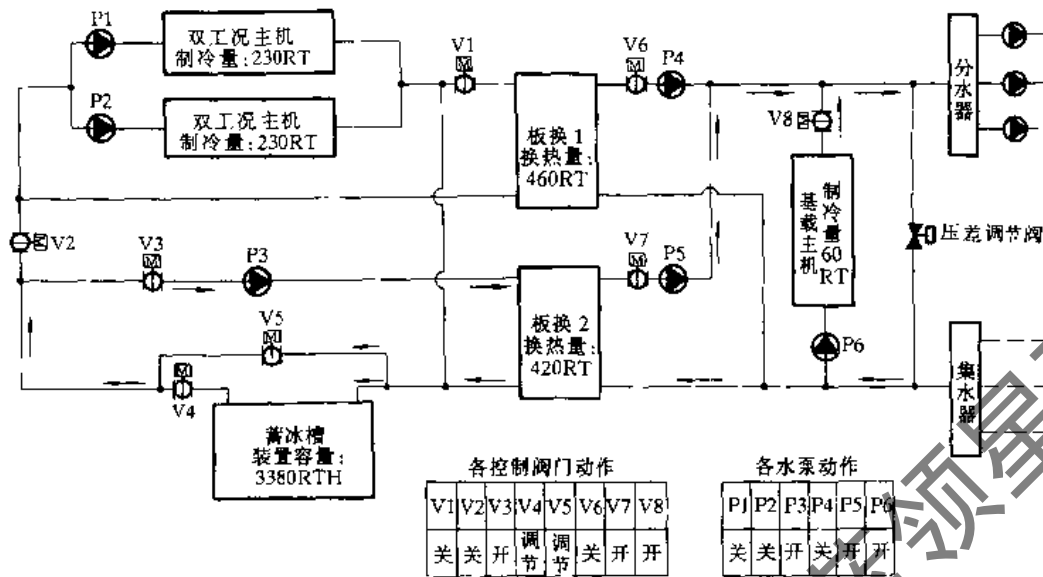 P1
双工况主机
制冷量:230RT
P2
双工况主机
制冷量:230RT
V1
M
板换1
换热量:
460RT
V6
M
P4
分水器
V8
基载主机
制冷量60RT
压差调节阀
V2
V3
M
P3
V7
M
P5
板换2
换热量:
420RT
P6
集水器
V5
M
M
V4
蓄冰槽
装置容量:
3380RTH
各控制阀门动作
V1 V2 V3 V4 V5 V6 V7 V8
关 关 开 调节 调节 关 开 开
各水泵动作
P1 P2 P3 P4 P5 P6
关 关 开 关 开 开
领星